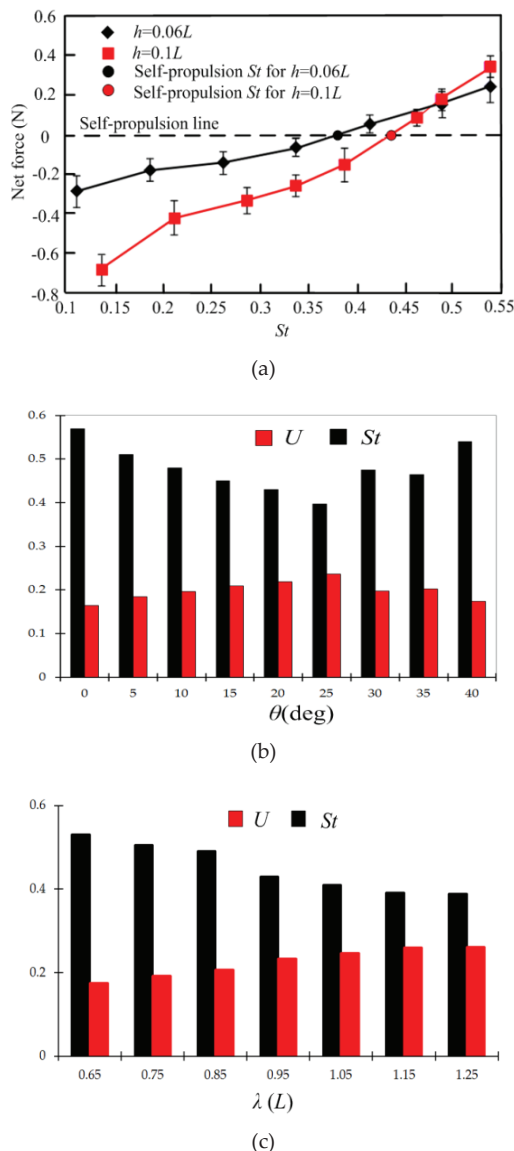 0.6
h=0.06L
h=0.1L
Self-propulsion St for h=0.06L
Self-propulsion St for h=0.1L
0.4
0.2
Self-propulsion line
0
-0.2
-0.4
-0.6
-0.8
Net force (N)
0.1 0.15 0.2 0.25 0.3 0.35 0.4 0.45 0.5 0.55
St
(a)
0.6
U St
0.5
0.4
0.3
0.2
0.1
0
0 5 10 15 20 25 30 35 40
θ(deg)
(b)
0.6
U St
0.4
0.2
0
0.65 0.75 0.85 0.95 1.05 1.15 1.25
λ (L)
(c)